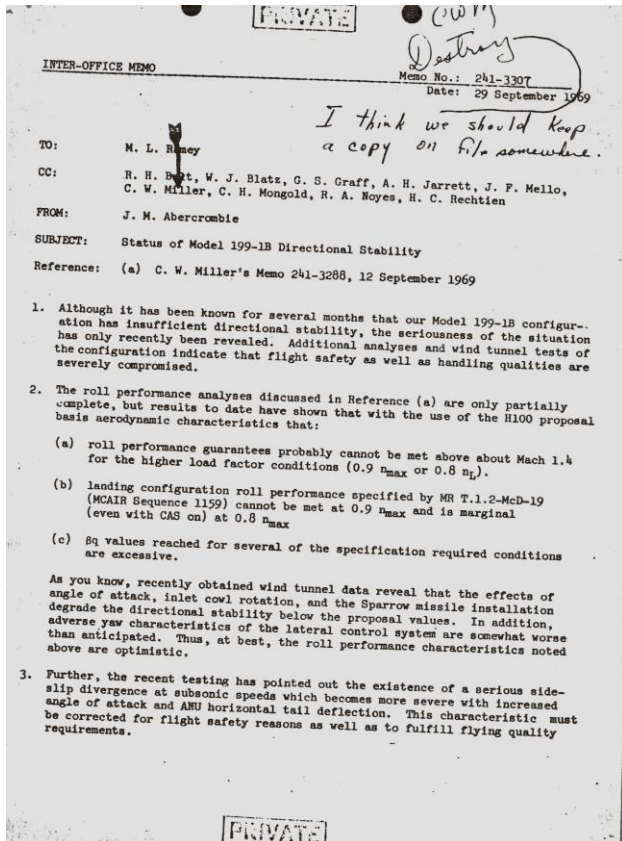 PRIVATE
CWM
Destroy
INTER-OFFICE MEMO
Memo No.: 241-3307
Date: 29 September 1969
I think we should keep
a copy on file somewhere.
TO: M. L. Ramey
CC: R. H. Belt, W. J. Blatz, G. S. Graff, A. H. Jarrett, J. F. Mello,
C. W. Miller, C. H. Mongold, R. A. Noyes, H. C. Rechtien
FROM: J. M. Abercrombie
SUBJECT: Status of Model 199-1B Directional Stability
Reference: (a) C. W. Miller's Memo 241-3288, 12 September 1969
1. Although it has been known for several months that our Model 199-1B configur-
ation has insufficient directional stability, the seriousness of the situation
has only recently been revealed. Additional analyses and wind tunnel tests of
the configuration indicate that flight safety as well as handling qualities are
severely compromised.
2. The roll performance analyses discussed in Reference (a) are only partially
complete, but results to date have shown that with the use of the H100 proposal
basis aerodynamic characteristics that:
(a) roll performance guarantees probably cannot be met above about Mach 1.4
for the higher load factor conditions (0.9 nmax or 0.8 nL).
(b) landing configuration roll performance specified by MR T.1.2-McD-19
(MCAIR Sequence 1159) cannot be met at 0.9 nmax and is marginal
(even with CAS on) at 0.8 nmax
(c) βq values reached for several of the specification required conditions
are excessive.
As you know, recently obtained wind tunnel data reveal that the effects of
angle of attack, inlet cowl rotation, and the Sparrow missile installation
degrade the directional stability below the proposal values. In addition,
adverse yaw characteristics of the lateral control system are somewhat worse
than anticipated. Thus, at best, the roll performance characteristics noted
above are optimistic.
3. Further, the recent testing has pointed out the existence of a serious side-
slip divergence at subsonic speeds which becomes more severe with increased
angle of attack and ANU horizontal tail deflection. This characteristic must
be corrected for flight safety reasons as well as to fulfill flying quality
requirements.
PRIVATE